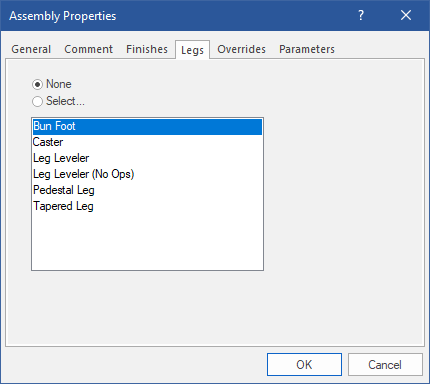 Assembly Properties ?
General Comment Finishes Legs Overrides Parameters
None
Select...
Bun Foot
Caster
Leg Leveler
Leg Leveler (No Ops)
Pedestal Leg
Tapered Leg
OK Cancel